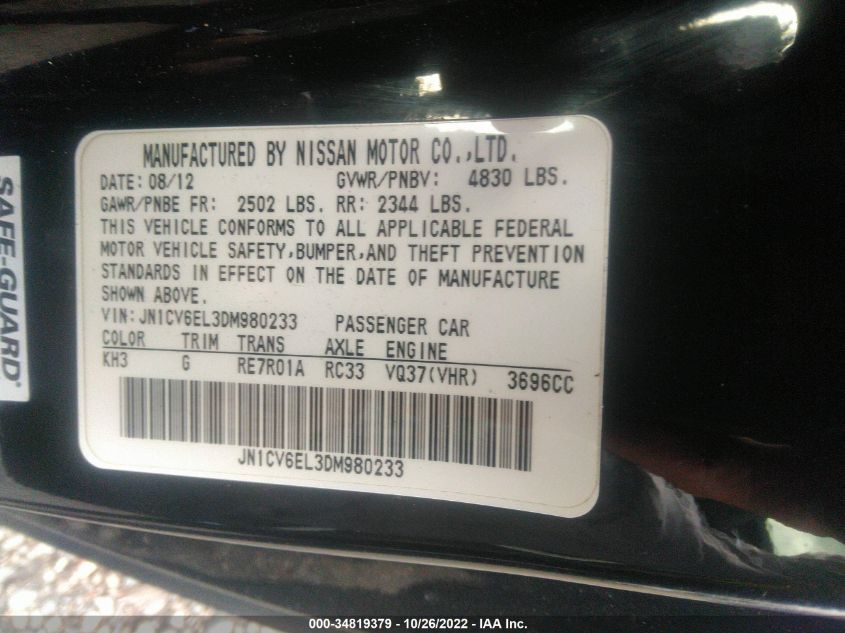 MANUFACTURED BY NISSAN MOTOR CO.,LTD.
DATE: 08/12 GVWR/PNBV: 4830 LBS.
GAWR/PNBE FR: 2502 LBS. RR: 2344 LBS.
THIS VEHICLE CONFORMS TO ALL APPLICABLE FEDERAL
MOTOR VEHICLE SAFETY,BUMPER,AND THEFT PREVENTION
STANDARDS IN EFFECT ON THE DATE OF MANUFACTURE
SHOWN ABOVE.
VIN:JN1CV6EL3DM980233 PASSENGER CAR
COLOR TRIM TRANS AXLE ENGINE
KH3 G RE7R01A RC33 VQ37(VHR) 3696CC
JN1CV6EL3DM980233
SAFE-GUARD®
000-34819379 - 10/26/2022 - IAA Inc.